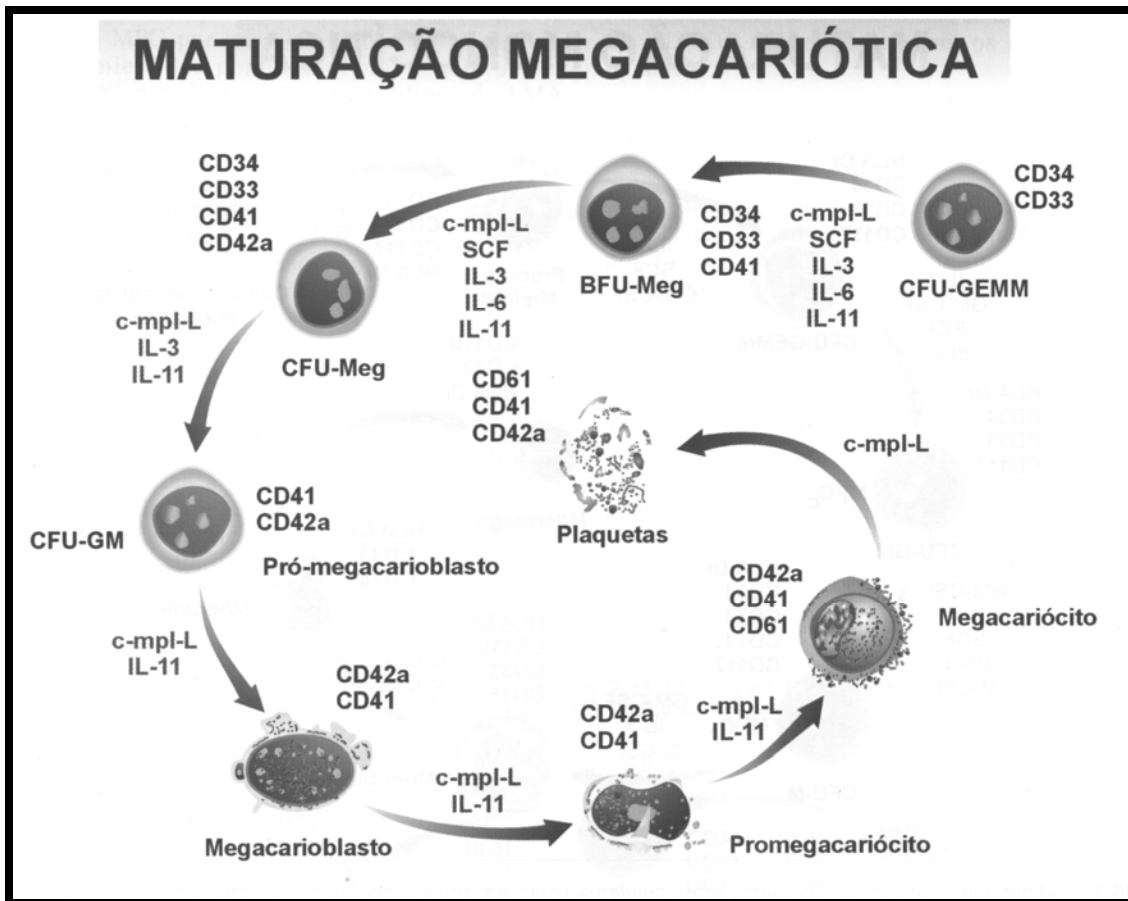 MATURAÇÃO MEGACARIÓTICA
CD34
CD33
CFU-GEMM
c-mpl-L
SCF
IL-3
IL-6
IL-11
CD34
CD33
CD41
BFU-Meg
c-mpl-L
SCF
IL-3
IL-6
IL-11
CD34
CD33
CD41
CD42a
CFU-Meg
c-mpl-L
IL-3
IL-11
CFU-GM
CD41
CD42a
Pró-megacarioblasto
c-mpl-L
IL-11
CD42a
CD41
Megacarioblasto
c-mpl-L
IL-11
CD42a
CD41
Promegacariócito
c-mpl-L
IL-11
CD42a
CD41
CD61
Megacariócito
c-mpl-L
CD61
CD41
CD42a
Plaquetas